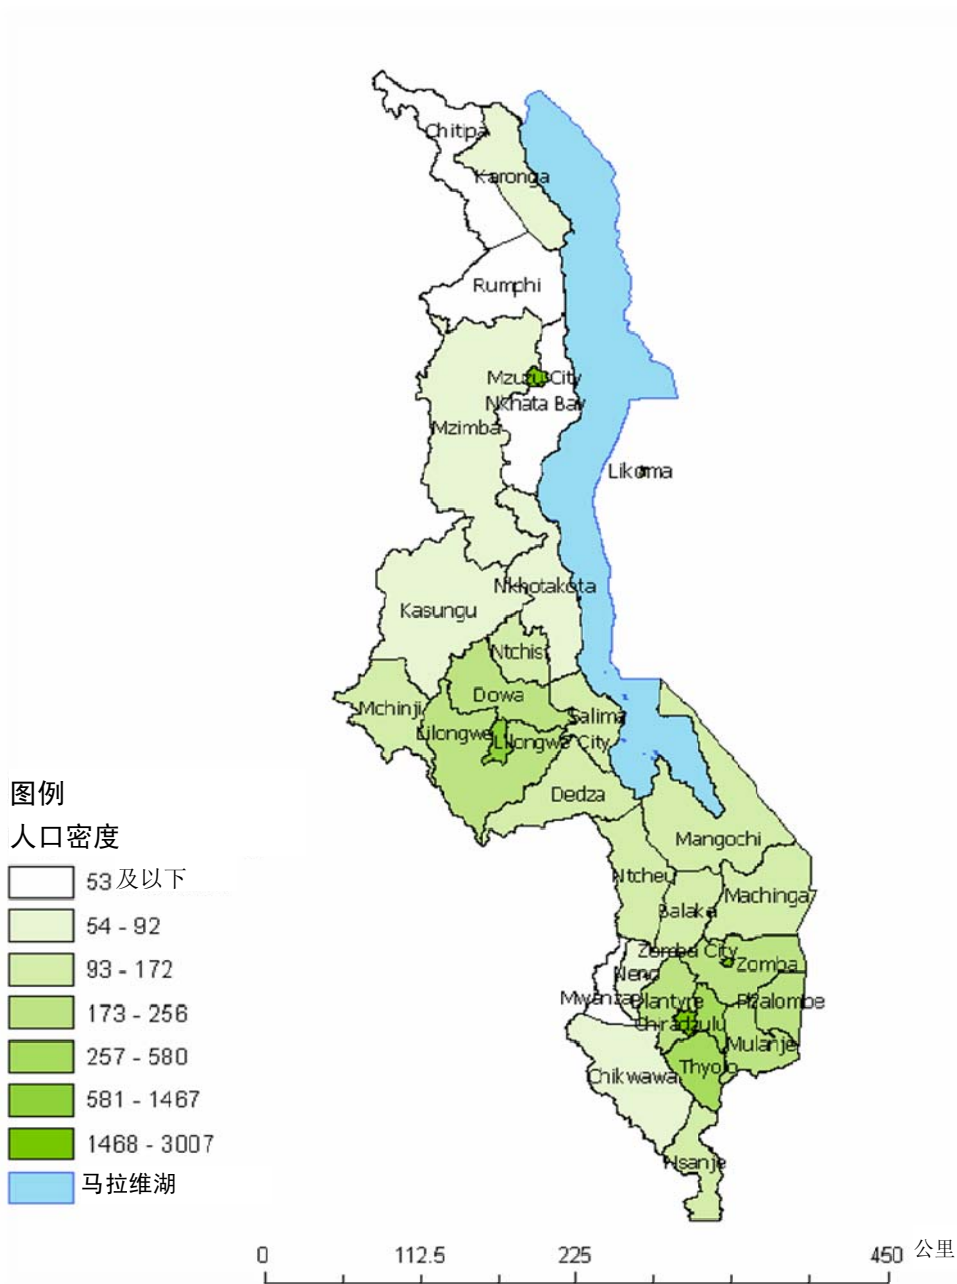 Chitipa
Karonga
Rumphi
Mzuzu City
Nkhata Bay
Mzimba
Likoma
Nkhotakota
Kasungu
Ntchisi
Dowa
Mchinji
Salima
Lilongwe
Lilongwe City
Dedza
Mangochi
Ntcheu
Machinga
Balaka
Zomba City
Zomba
Neno
Mwanza
Blantyre
Phalombe
Chiradzulu
Mulanje
Thyolo
Chikwawa
Nsanje
图例
人口密度
53 及以下
54 - 92
93 - 172
173 - 256
257 - 580
581 - 1467
1468 - 3007
马拉维湖
0 112.5 225 450 公里